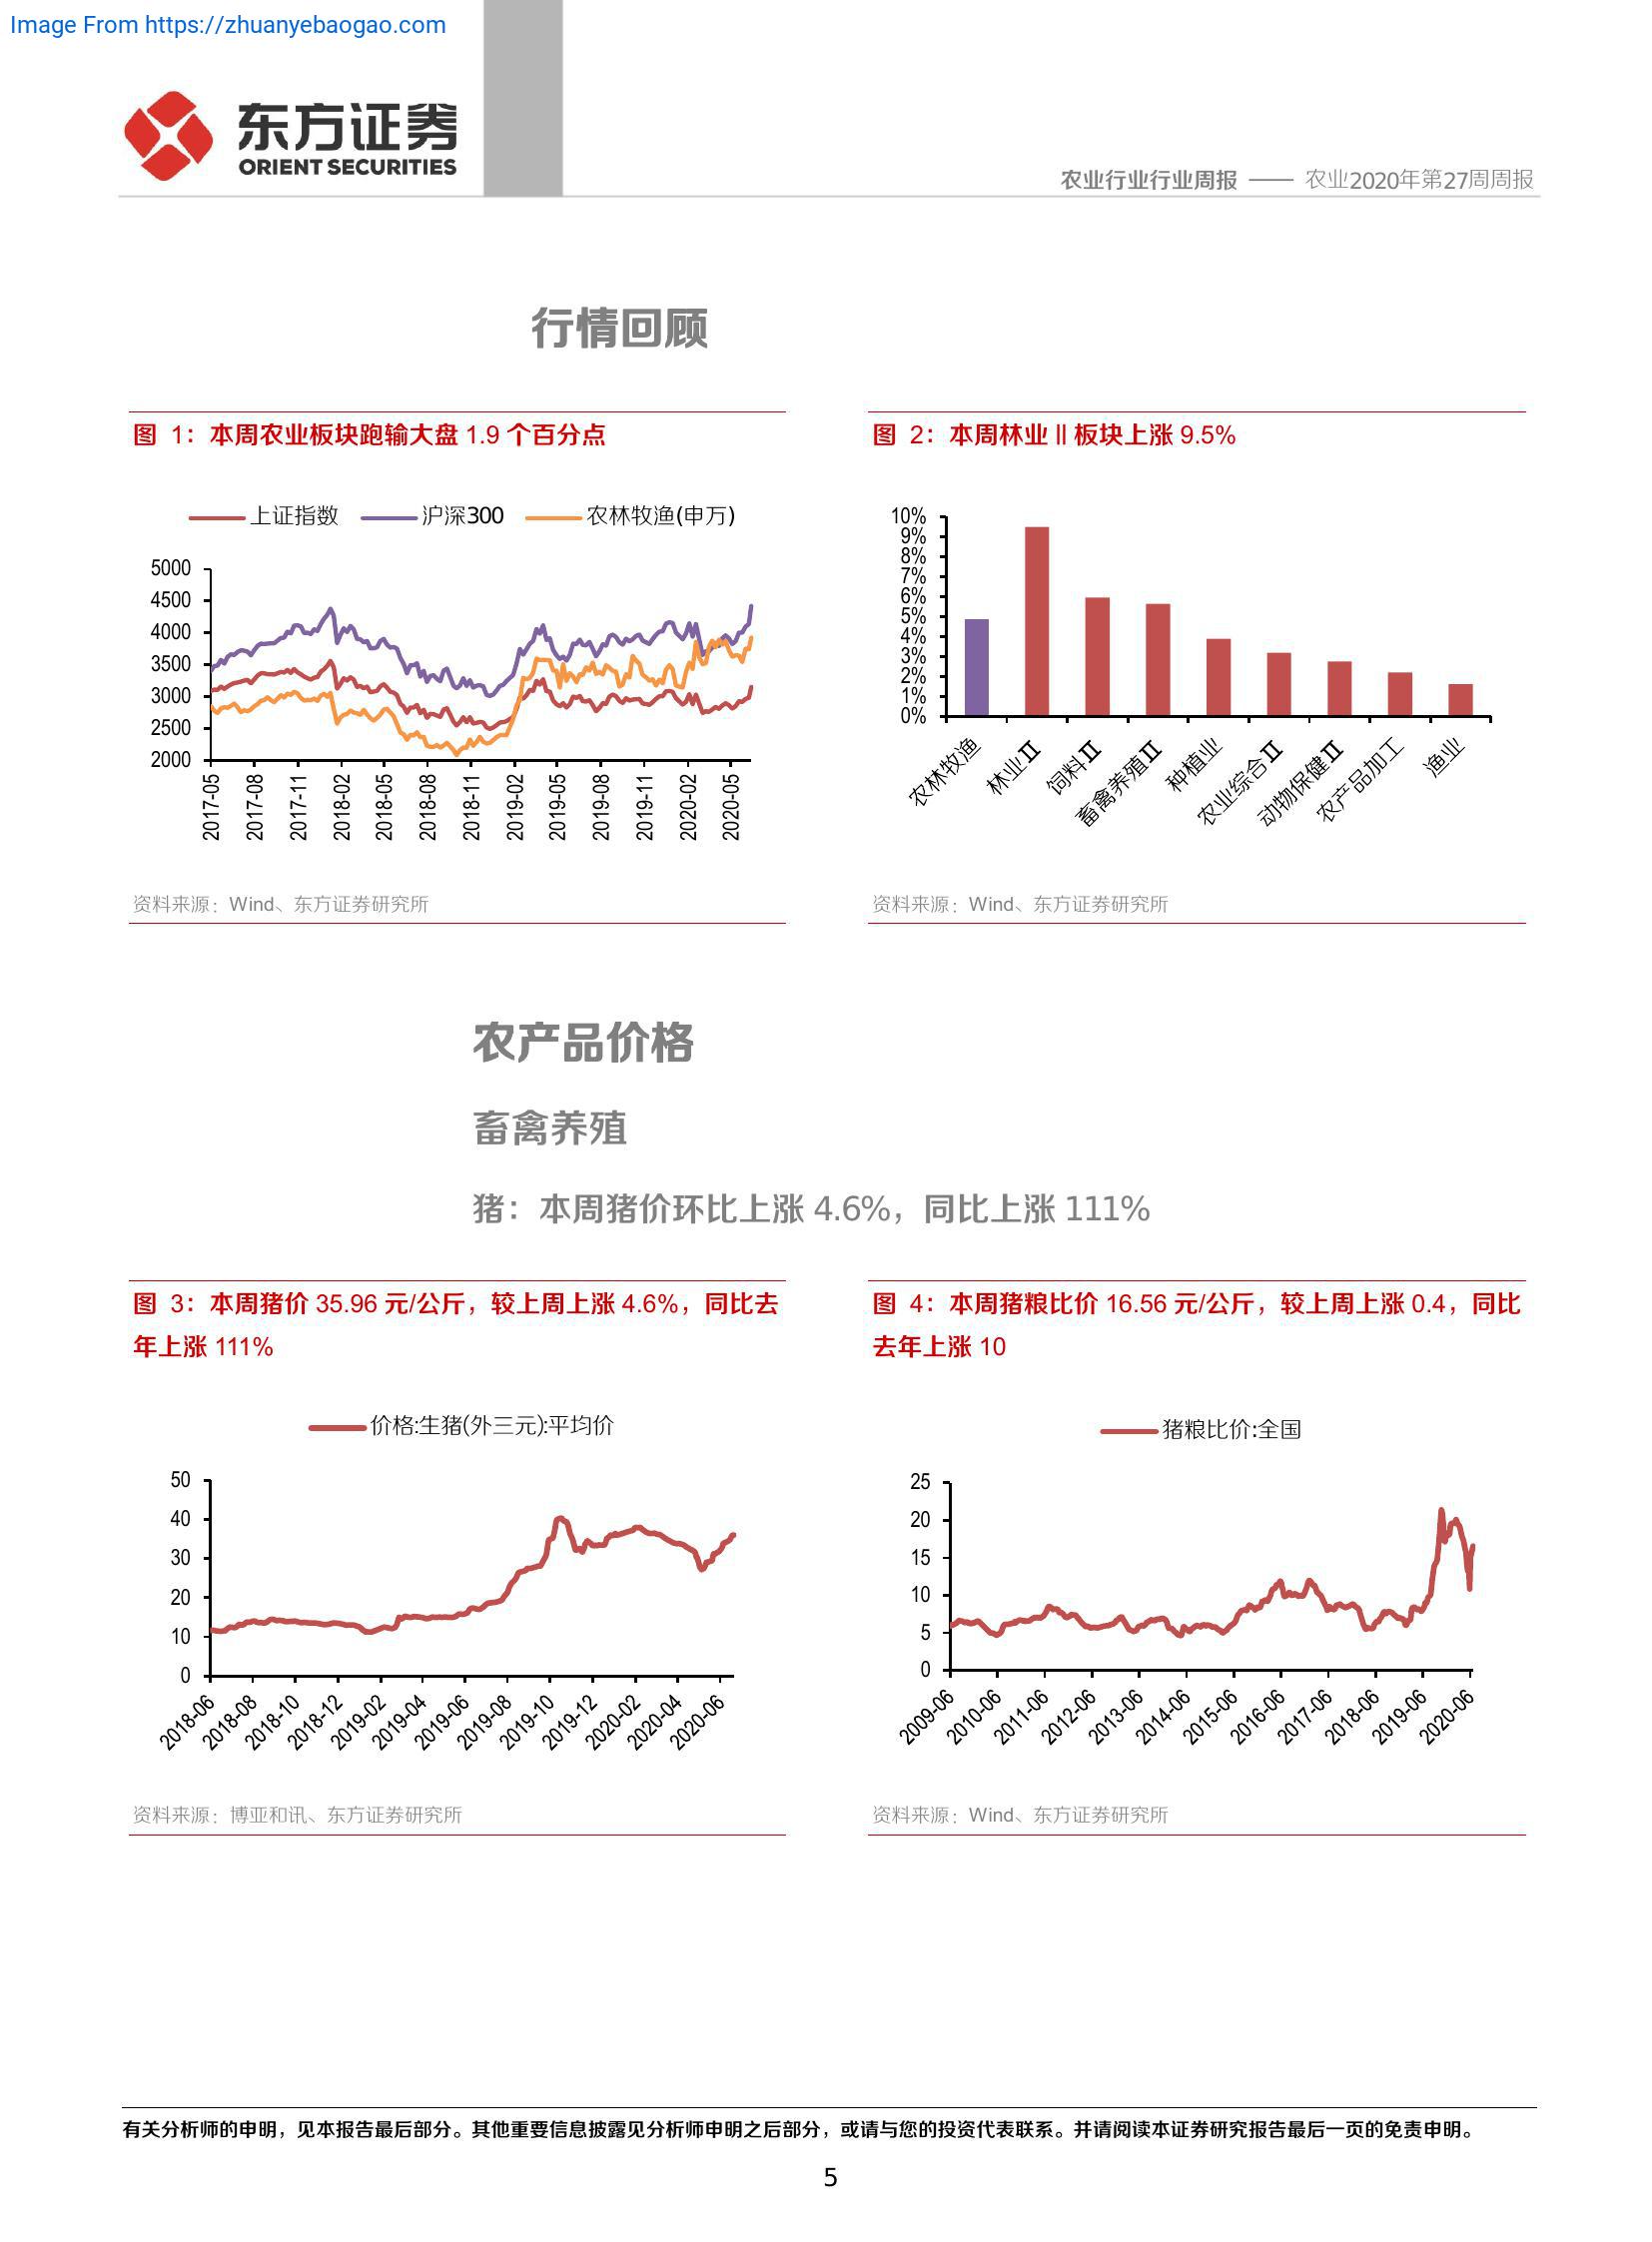 Image From https://zhuanyebaogao.com
东方证券
ORIENT SECURITIES
农业行业行业周报 —— 农业2020年第27周周报
行情回顾
图 1：本周农业板块跑输大盘 1.9 个百分点
上证指数 沪深300 农林牧渔(申万)
5000
4500
4000
3500
3000
2500
2000
2017-05 2017-08 2017-11 2018-02 2018-05 2018-08 2018-11 2019-02 2019-05 2019-08 2019-11 2020-02 2020-05
资料来源：Wind、东方证券研究所
图 2：本周林业Ⅱ板块上涨 9.5%
10%
9%
8%
7%
6%
5%
4%
3%
2%
1%
0%
农林牧渔 林业Ⅱ 饲料Ⅱ 畜禽养殖Ⅱ 种植业 农业综合Ⅱ 动物保健Ⅱ 农产品加工 渔业
资料来源：Wind、东方证券研究所
农产品价格
畜禽养殖
猪：本周猪价环比上涨 4.6%，同比上涨 111%
图 3：本周猪价 35.96 元/公斤，较上周上涨 4.6%，同比去
年上涨 111%
价格:生猪(外三元):平均价
50
40
30
20
10
0
2018-06 2018-08 2018-10 2018-12 2019-02 2019-04 2019-06 2019-08 2019-10 2019-12 2020-02 2020-04 2020-06
资料来源：博亚和讯、东方证券研究所
图 4：本周猪粮比价 16.56 元/公斤，较上周上涨 0.4，同比
去年上涨 10
猪粮比价:全国
25
20
15
10
5
0
2009-06 2010-06 2011-06 2012-06 2013-06 2014-06 2015-06 2016-06 2017-06 2018-06 2019-06 2020-06
资料来源：Wind、东方证券研究所
有关分析师的申明，见本报告最后部分。其他重要信息披露见分析师申明之后部分，或请与您的投资代表联系。并请阅读本证券研究报告最后一页的免责申明。
5